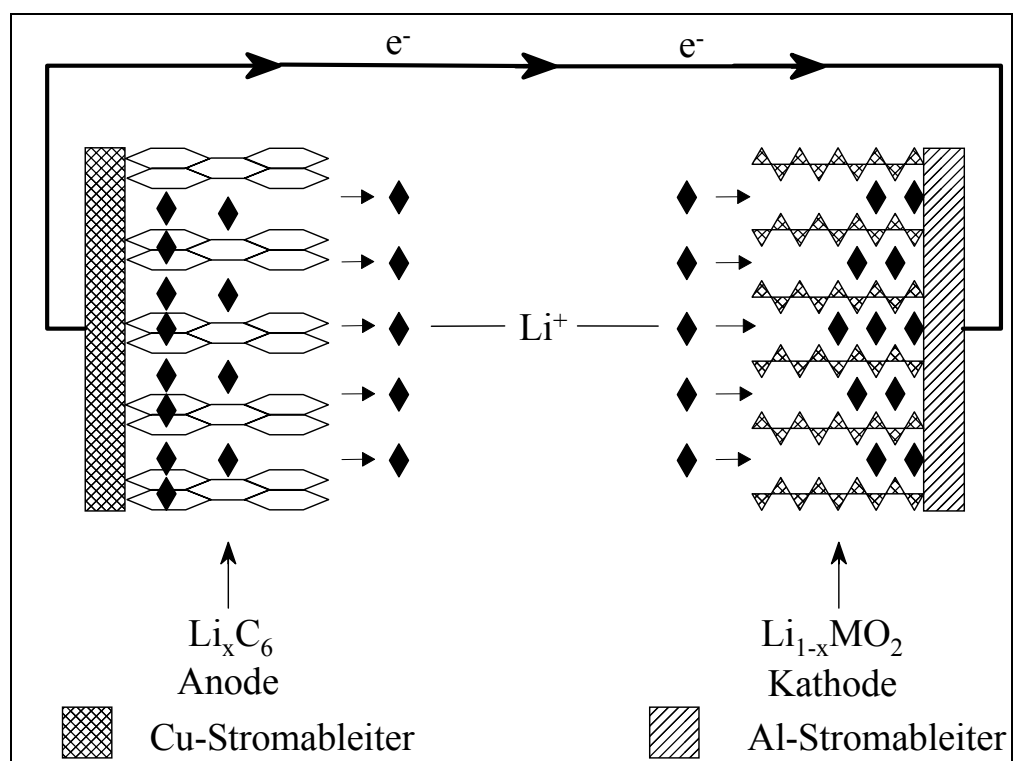 e⁻ e⁻
Li⁺
LiₓC₆ Li₁₋ₓMO₂
Anode Kathode
Cu-Stromableiter Al-Stromableiter